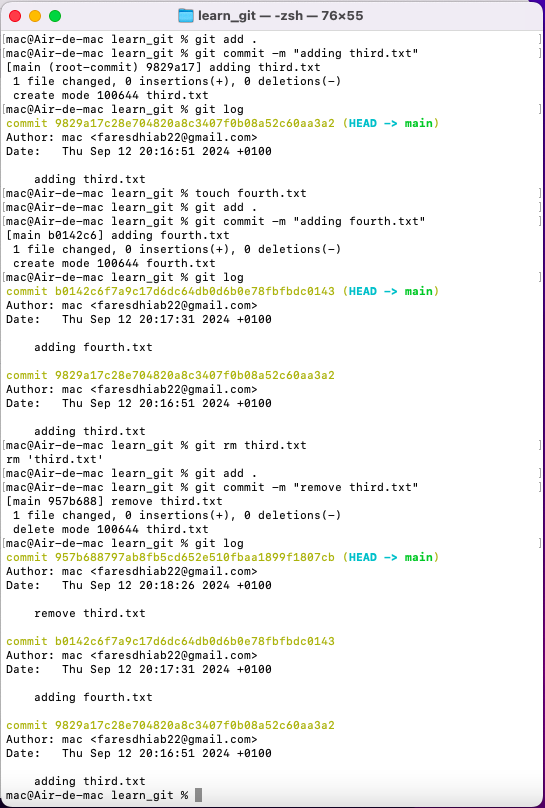 learn_git — -zsh — 76×55
[mac@Air-de-mac learn_git % git add .                                       ]
[mac@Air-de-mac learn_git % git commit -m "adding third.txt"                ]
[main (root-commit) 9829a17] adding third.txt
 1 file changed, 0 insertions(+), 0 deletions(-)
 create mode 100644 third.txt
[mac@Air-de-mac learn_git % git log                                         ]
commit 9829a17c28e704820a8c3407f0b08a52c60aa3a2 (HEAD -> main)
Author: mac <faresdhiab22@gmail.com>
Date:   Thu Sep 12 20:16:51 2024 +0100

    adding third.txt
[mac@Air-de-mac learn_git % touch fourth.txt                                ]
[mac@Air-de-mac learn_git % git add .                                       ]
[mac@Air-de-mac learn_git % git commit -m "adding fourth.txt"               ]
[main b0142c6] adding fourth.txt
 1 file changed, 0 insertions(+), 0 deletions(-)
 create mode 100644 fourth.txt
[mac@Air-de-mac learn_git % git log                                         ]
commit b0142c6f7a9c17d6dc64db0d6b0e78fbfbdc0143 (HEAD -> main)
Author: mac <faresdhiab22@gmail.com>
Date:   Thu Sep 12 20:17:31 2024 +0100

    adding fourth.txt

commit 9829a17c28e704820a8c3407f0b08a52c60aa3a2
Author: mac <faresdhiab22@gmail.com>
Date:   Thu Sep 12 20:16:51 2024 +0100

    adding third.txt
[mac@Air-de-mac learn_git % git rm third.txt                                ]
rm 'third.txt'
[mac@Air-de-mac learn_git % git add .                                       ]
[mac@Air-de-mac learn_git % git commit -m "remove third.txt"                ]
[main 957b688] remove third.txt
 1 file changed, 0 insertions(+), 0 deletions(-)
 delete mode 100644 third.txt
[mac@Air-de-mac learn_git % git log                                         ]
commit 957b688797ab8fb5cd652e510fbaa1899f1807cb (HEAD -> main)
Author: mac <faresdhiab22@gmail.com>
Date:   Thu Sep 12 20:18:26 2024 +0100

    remove third.txt

commit b0142c6f7a9c17d6dc64db0d6b0e78fbfbdc0143
Author: mac <faresdhiab22@gmail.com>
Date:   Thu Sep 12 20:17:31 2024 +0100

    adding fourth.txt

commit 9829a17c28e704820a8c3407f0b08a52c60aa3a2
Author: mac <faresdhiab22@gmail.com>
Date:   Thu Sep 12 20:16:51 2024 +0100

    adding third.txt
mac@Air-de-mac learn_git %